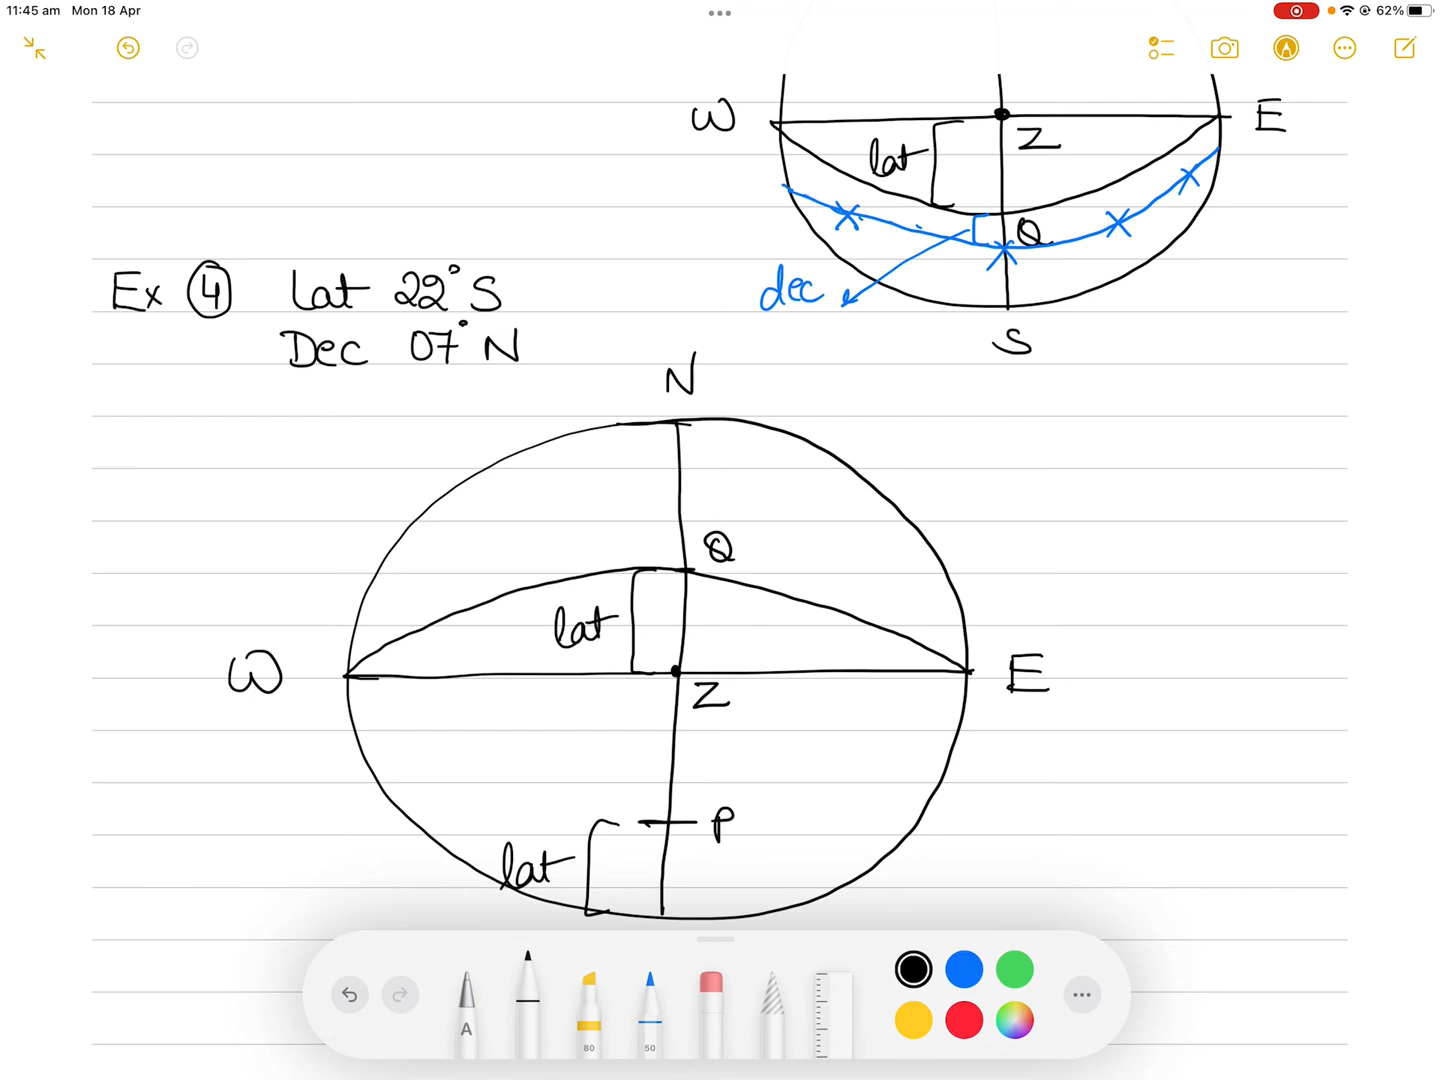 11:45 am Mon 18 Apr
62%
W
E
Z
lat
Q
dec
S
Ex ④ Lat 22° S
Dec 07° N
N
Q
lat
W
Z
E
P
lat
A
80
50